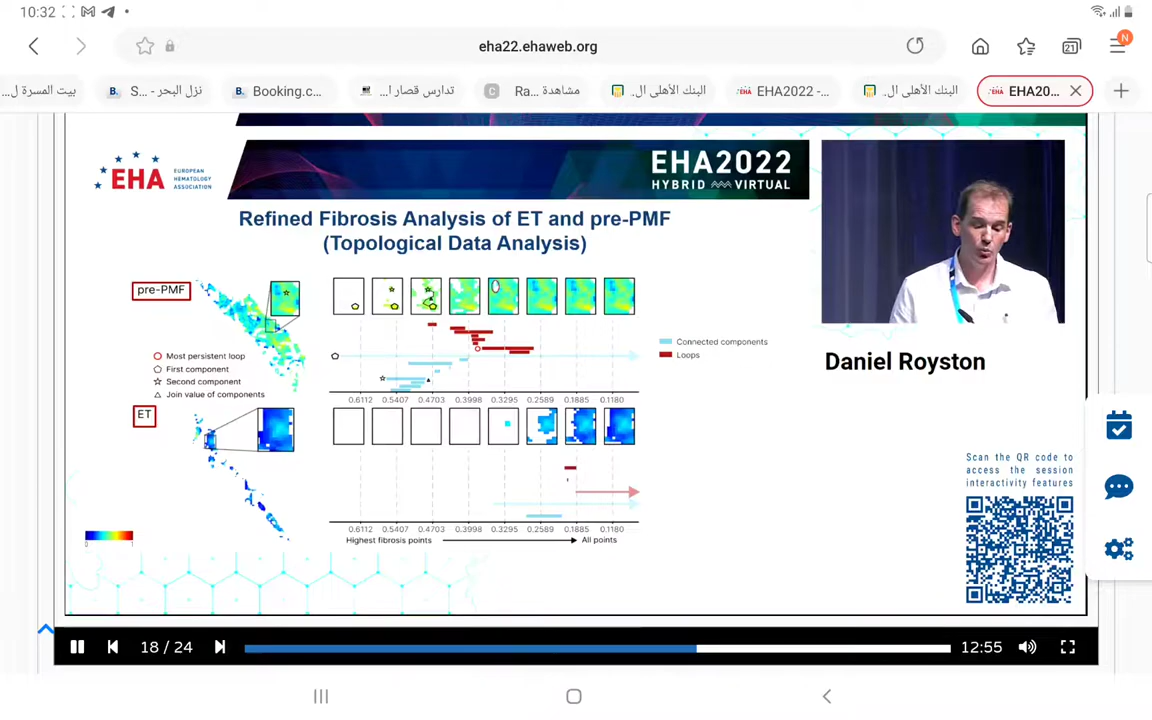 10:32
eha22.ehaweb.org
21
N
بيت المسرة ل...
نزل البحر - ...S
Booking.c...
تدارس قصار ا...
مشاهدة ...Ra
البنك الأهلي ال...
EHA2022 -...
البنك الأهلي ال...
EHA20...
EHA
EUROPEAN
HEMATOLOGY
ASSOCIATION
EHA2022
HYBRID VIRTUAL
Refined Fibrosis Analysis of ET and pre-PMF
(Topological Data Analysis)
pre-PMF
Most persistent loop
First component
Second component
Join value of components
Connected components
Loops
0.6112 0.5407 0.4703 0.3998 0.3295 0.2589 0.1885 0.1180
ET
0.6112 0.5407 0.4703 0.3998 0.3295 0.2589 0.1885 0.1180
Highest fibrosis points All points
Daniel Royston
Scan the QR code to
access the session
interactivity features
18 / 24
12:55